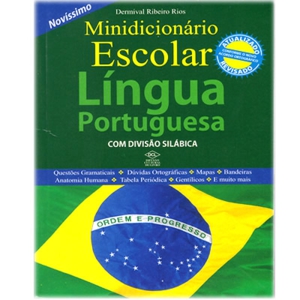 Novíssimo
Dermival Ribeiro Rios
Minidicionário
Escolar
ATUALIZADO
REVISADO
Língua
Portuguesa
COM DIVISÃO SILÁBICA
DCL
Questões Gramaticais ♦ Dúvidas Ortográficas ♦ Mapas ♦ Bandeiras
Anatomia Humana ♦ Tabela Periódica ♦ Gentílicos ♦ E muito mais
ORDEM E PROGRESSO